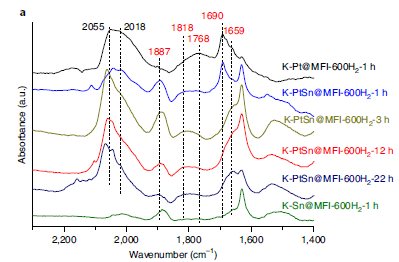 a
1690
2055
2018
1818
1659
1887
1768
K-Pt@MFI-600H₂-1 h
K-PtSn@MFI-600H₂-1 h
K-PtSn@MFI-600H₂-3 h
K-PtSn@MFI-600H₂-12 h
K-PtSn@MFI-600H₂-22 h
K-Sn@MFI-600H₂-1 h
Absorbance (a.u.)
2,200
2,000
1,800
1,600
1,400
Wavenumber (cm⁻¹)